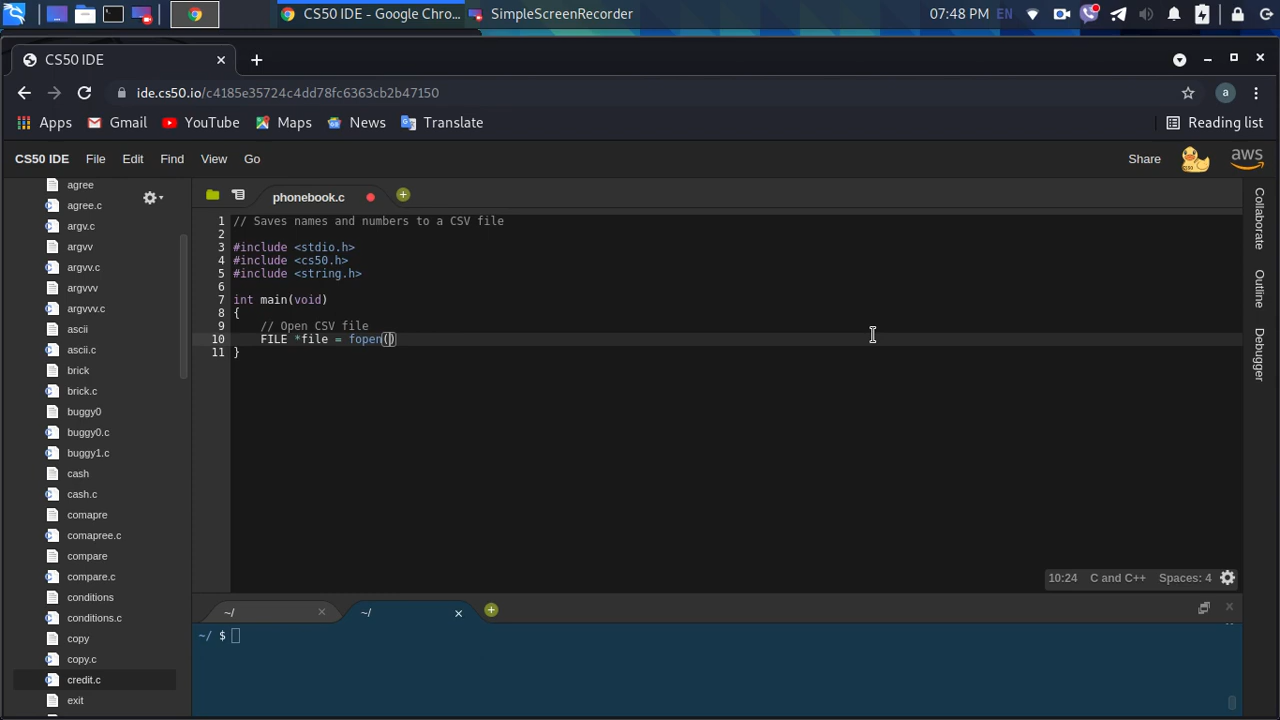 CS50 IDE - Google Chro...
SimpleScreenRecorder
07:48 PM EN
CS50 IDE
ide.cs50.io/c4185e35724c4dd78fc6363cb2b47150
a
Apps
Gmail
YouTube
Maps
News
Translate
Reading list
CS50 IDE File Edit Find View Go
Share
aws
agree
agree.c
argv.c
argvv
argvv.c
argvvv
argvvv.c
ascii
ascii.c
brick
brick.c
buggy0
buggy0.c
buggy1.c
cash
cash.c
comapre
comapree.c
compare
compare.c
conditions
conditions.c
copy
copy.c
credit.c
exit
phonebook.c
1 // Saves names and numbers to a CSV file
2
3 #include <stdio.h>
4 #include <cs50.h>
5 #include <string.h>
6
7 int main(void)
8 {
9 // Open CSV file
10 FILE *file = fopen()
11 }
10:24 C and C++ Spaces: 4
Collaborate
Outline
Debugger
~/
~/
~/ $